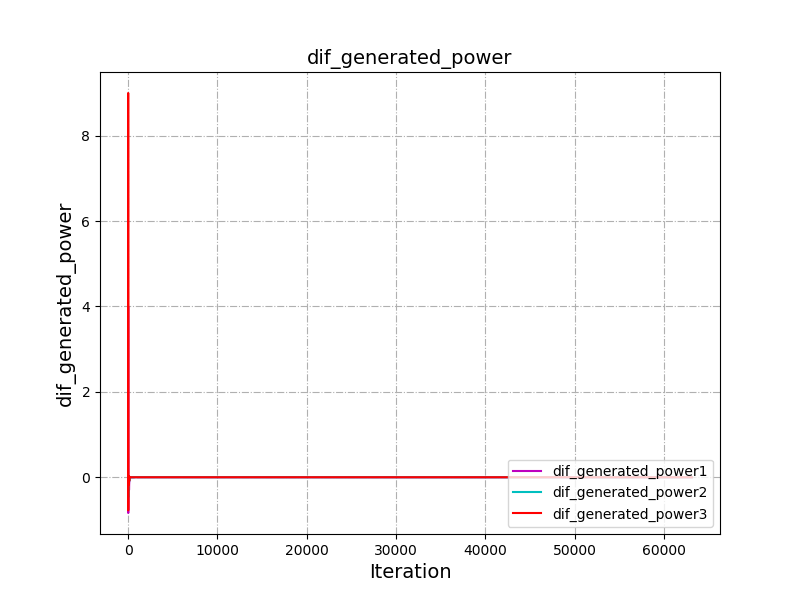 dif_generated_power
dif_generated_power
8
6
4
2
0
dif_generated_power1
dif_generated_power2
dif_generated_power3
0 10000 20000 30000 40000 50000 60000
Iteration